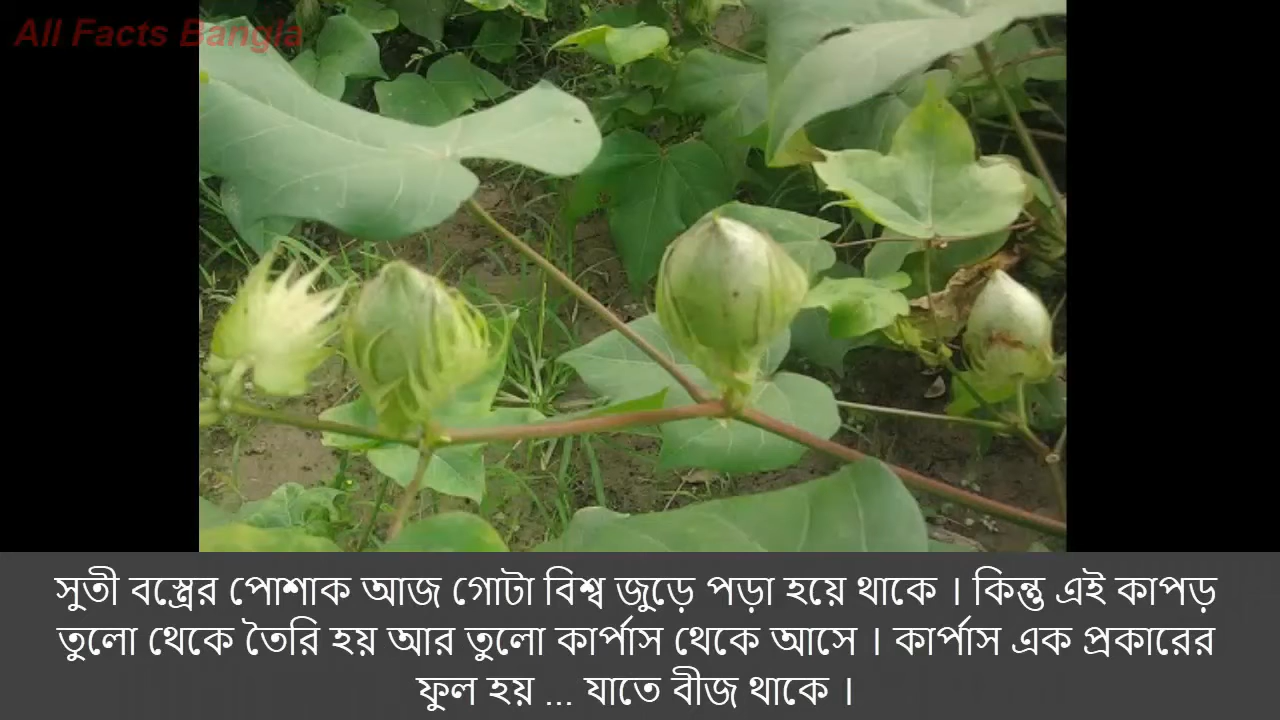 All Facts Bangla
সুতী বস্ত্রের পোশাক আজ গোটা বিশ্ব জুড়ে পড়া হয়ে থাকে । কিন্তু এই কাপড়
তুলো থেকে তৈরি হয় আর তুলো কার্পাস থেকে আসে । কার্পাস এক প্রকারের
ফুল হয় ... যাতে বীজ থাকে ।